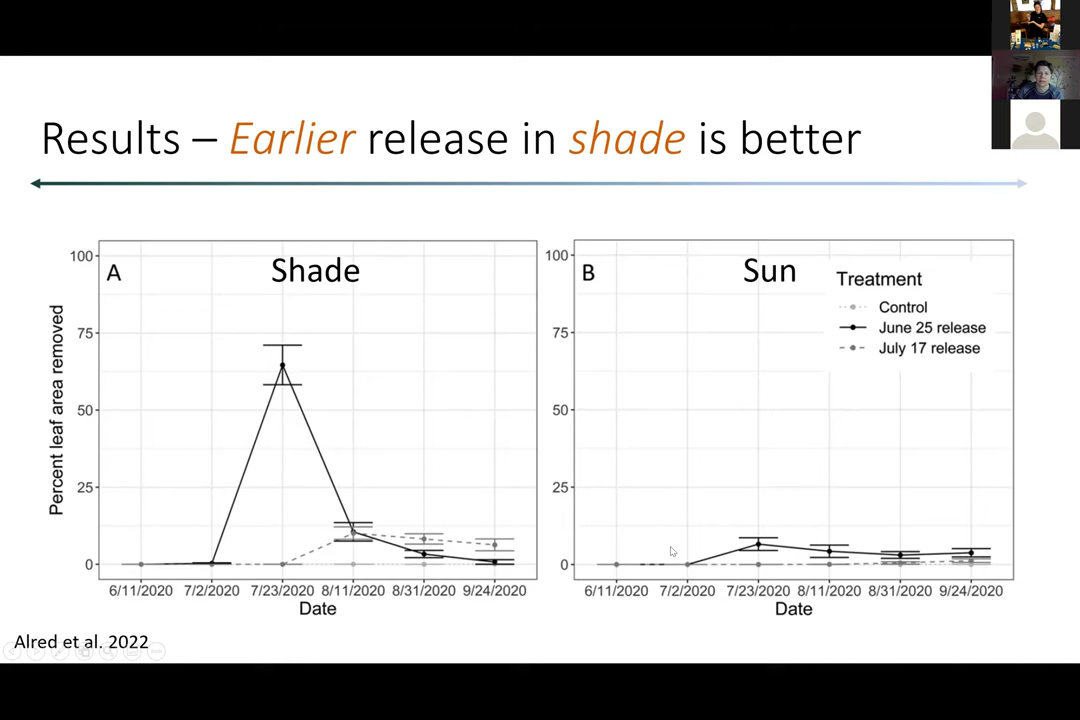 Results – Earlier release in shade is better
A
Shade
Percent leaf area removed
100
75
50
25
0
6/11/2020 7/2/2020 7/23/2020 8/11/2020 8/31/2020 9/24/2020
Date
B
Sun
Treatment
Control
June 25 release
July 17 release
100
75
50
25
0
6/11/2020 7/2/2020 7/23/2020 8/11/2020 8/31/2020 9/24/2020
Date
Alred et al. 2022